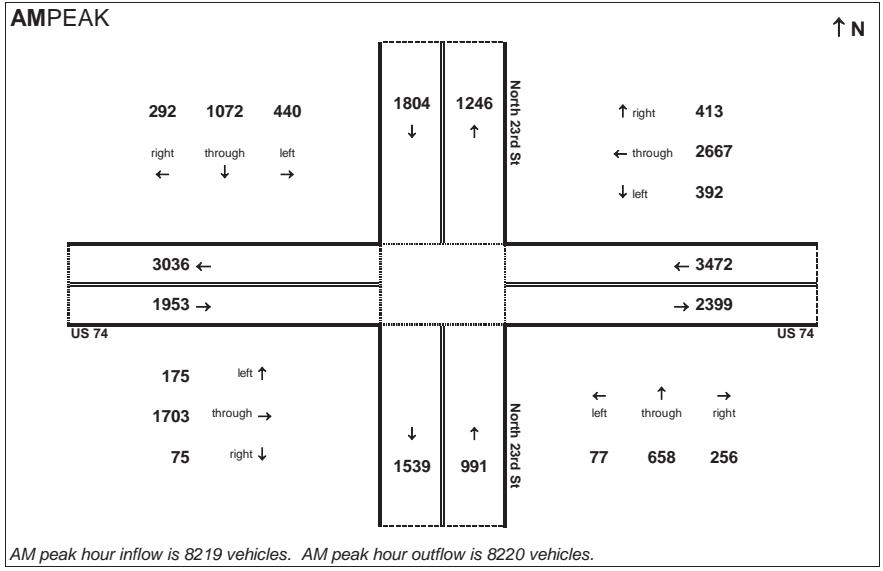 AMPEAK
↑ N
292 1072 440
right through left
← ↓ →
1804 1246
↓ ↑
North 23rd St
↑ right 413
← through 2667
↓ left 392
3036 ←
← 3472
1953 →
→ 2399
US 74
US 74
175 left ↑
1703 through →
75 right ↓
↓ ↑
1539 991
North 23rd St
← ↑ →
left through right
77 658 256
AM peak hour inflow is 8219 vehicles. AM peak hour outflow is 8220 vehicles.